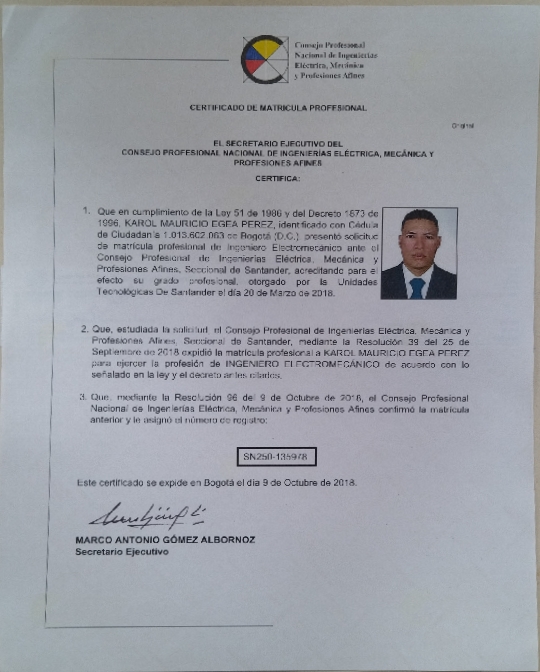 Consejo Profesional
Nacional de Ingenierías
Eléctrica, Mecánica
y Profesiones Afines
CERTIFICADO DE MATRICULA PROFESIONAL
Original
EL SECRETARIO EJECUTIVO DEL
CONSEJO PROFESIONAL NACIONAL DE INGENIERÍAS ELÉCTRICA, MECÁNICA Y
PROFESIONES AFINES
CERTIFICA:
1. Que en cumplimiento de la Ley 51 de 1986 y del Decreto 1873 de
1996, KAROL MAURICIO EGEA PEREZ, identificado con Cédula
de Ciudadanía 1.013.602.063 de Bogotá (D.C.), presentó solicitud
de matrícula profesional de Ingeniero Electromecánico ante el
Consejo Profesional de Ingenierías Eléctrica, Mecánica y
Profesiones Afines, Seccional de Santander, acreditando para el
efecto su grado profesional, otorgado por la Unidades
Tecnológicas De Santander el día 20 de Marzo de 2018.
2. Que, estudiada la solicitud, el Consejo Profesional de Ingenierías Eléctrica, Mecánica y
Profesiones Afines, Seccional de Santander, mediante la Resolución 39 del 25 de
Septiembre de 2018 expidió la matrícula profesional a KAROL MAURICIO EGEA PEREZ
para ejercer la profesión de INGENIERO ELECTROMECÁNICO de acuerdo con lo
señalado en la ley y el decreto antes citados.
3. Que, mediante la Resolución 96 del 9 de Octubre de 2018, el Consejo Profesional
Nacional de Ingenierías Eléctrica, Mecánica y Profesiones Afines confirmó la matrícula
anterior y le asignó el número de registro:
SN250-135978
Este certificado se expide en Bogotá el día 9 de Octubre de 2018.
MARCO ANTONIO GÓMEZ ALBORNOZ
Secretario Ejecutivo